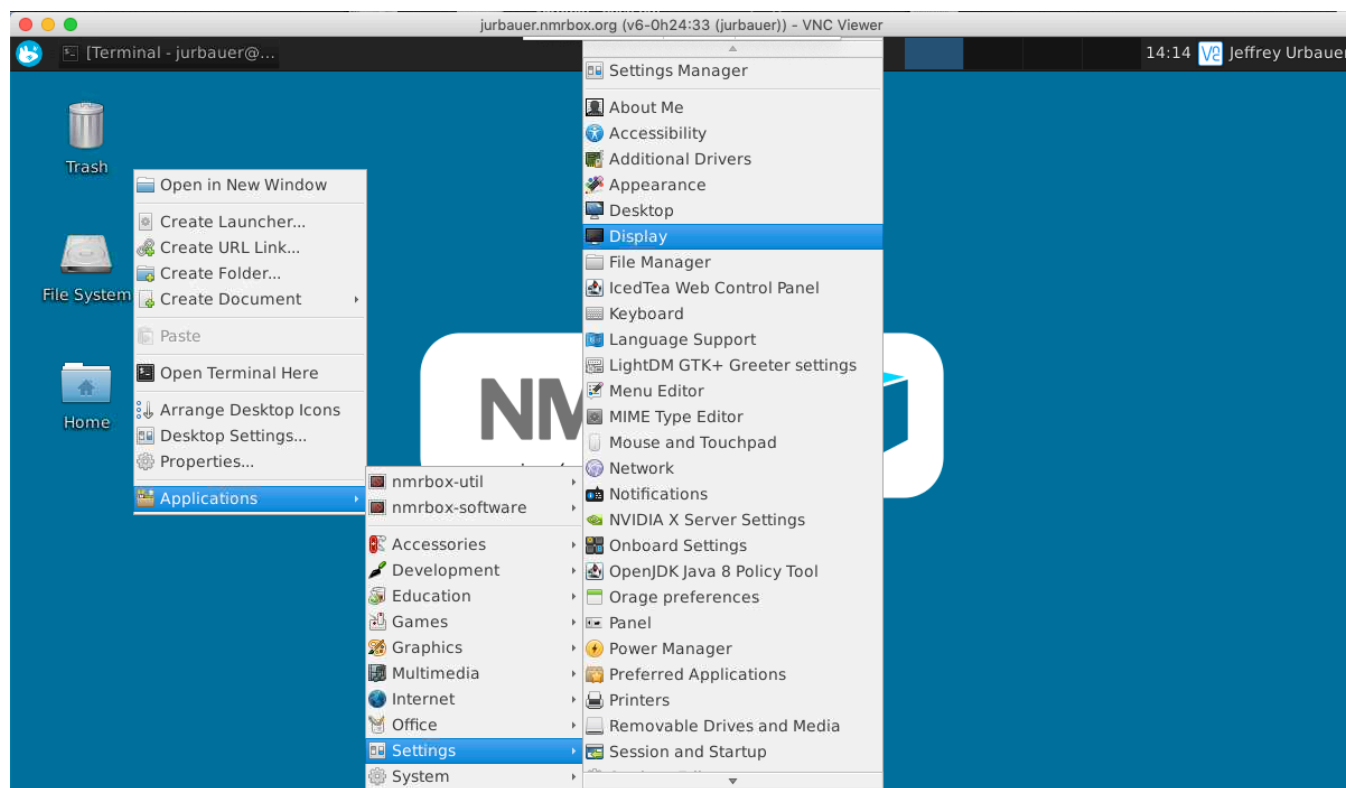 jurbauer.nmrbox.org (v6-0h24:33 (jurbauer)) - VNC Viewer
[Terminal - jurbauer@...
14:14
Jeffrey Urbauer
Trash
File System
Home
Open in New Window
Create Launcher...
Create URL Link...
Create Folder...
Create Document
Paste
Open Terminal Here
Arrange Desktop Icons
Desktop Settings...
Properties...
Applications
nmrbox-util
nmrbox-software
Accessories
Development
Education
Games
Graphics
Multimedia
Internet
Office
Settings
System
Settings Manager
About Me
Accessibility
Additional Drivers
Appearance
Desktop
Display
File Manager
IcedTea Web Control Panel
Keyboard
Language Support
LightDM GTK+ Greeter settings
Menu Editor
MIME Type Editor
Mouse and Touchpad
Network
Notifications
NVIDIA X Server Settings
Onboard Settings
OpenJDK Java 8 Policy Tool
Orage preferences
Panel
Power Manager
Preferred Applications
Printers
Removable Drives and Media
Session and Startup
NM